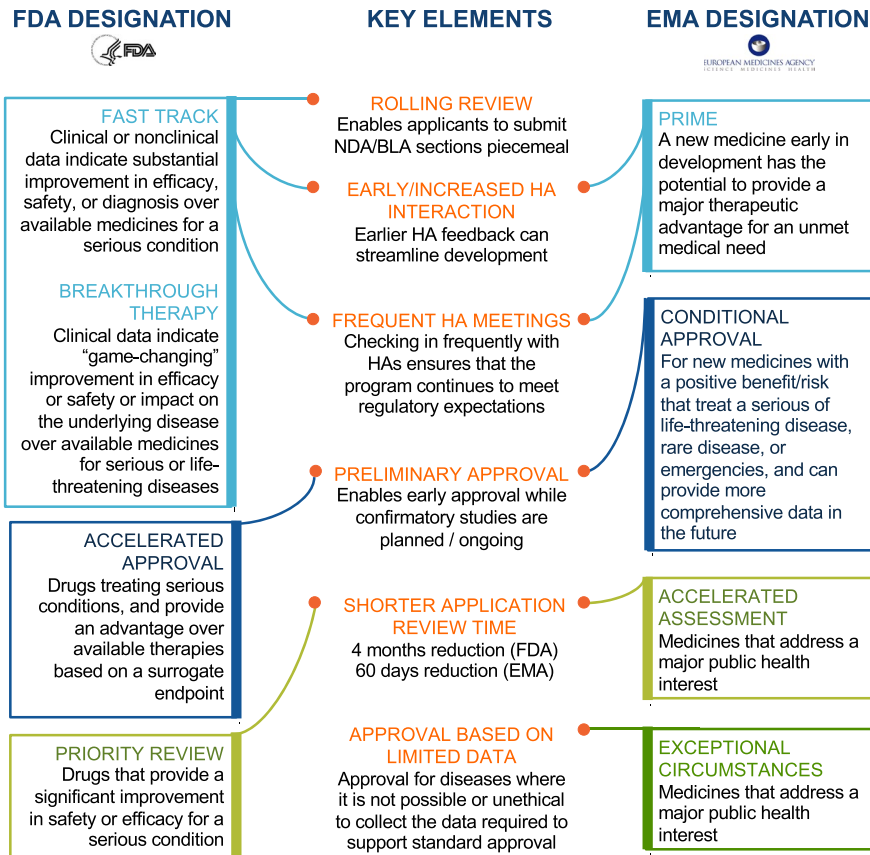 FDA DESIGNATION
FDA
FAST TRACK
Clinical or nonclinical
data indicate substantial
improvement in efficacy,
safety, or diagnosis over
available medicines for a
serious condition
BREAKTHROUGH
THERAPY
Clinical data indicate
“game-changing”
improvement in efficacy
or safety or impact on
the underlying disease
over available medicines
for serious or life-
threatening diseases
ACCELERATED
APPROVAL
Drugs treating serious
conditions, and provide
an advantage over
available therapies
based on a surrogate
endpoint
PRIORITY REVIEW
Drugs that provide a
significant improvement
in safety or efficacy for a
serious condition
KEY ELEMENTS
ROLLING REVIEW
Enables applicants to submit
NDA/BLA sections piecemeal
EARLY/INCREASED HA
INTERACTION
Earlier HA feedback can
streamline development
FREQUENT HA MEETINGS
Checking in frequently with
HAs ensures that the
program continues to meet
regulatory expectations
PRELIMINARY APPROVAL
Enables early approval while
confirmatory studies are
planned / ongoing
SHORTER APPLICATION
REVIEW TIME
4 months reduction (FDA)
60 days reduction (EMA)
APPROVAL BASED ON
LIMITED DATA
Approval for diseases where
it is not possible or unethical
to collect the data required to
support standard approval
EMA DESIGNATION
EUROPEAN MEDICINES AGENCY
SCIENCE MEDICINES HEALTH
PRIME
A new medicine early in
development has the
potential to provide a
major therapeutic
advantage for an unmet
medical need
CONDITIONAL
APPROVAL
For new medicines with
a positive benefit/risk
that treat a serious of
life-threatening disease,
rare disease, or
emergencies, and can
provide more
comprehensive data in
the future
ACCELERATED
ASSESSMENT
Medicines that address a
major public health
interest
EXCEPTIONAL
CIRCUMSTANCES
Medicines that address a
major public health
interest